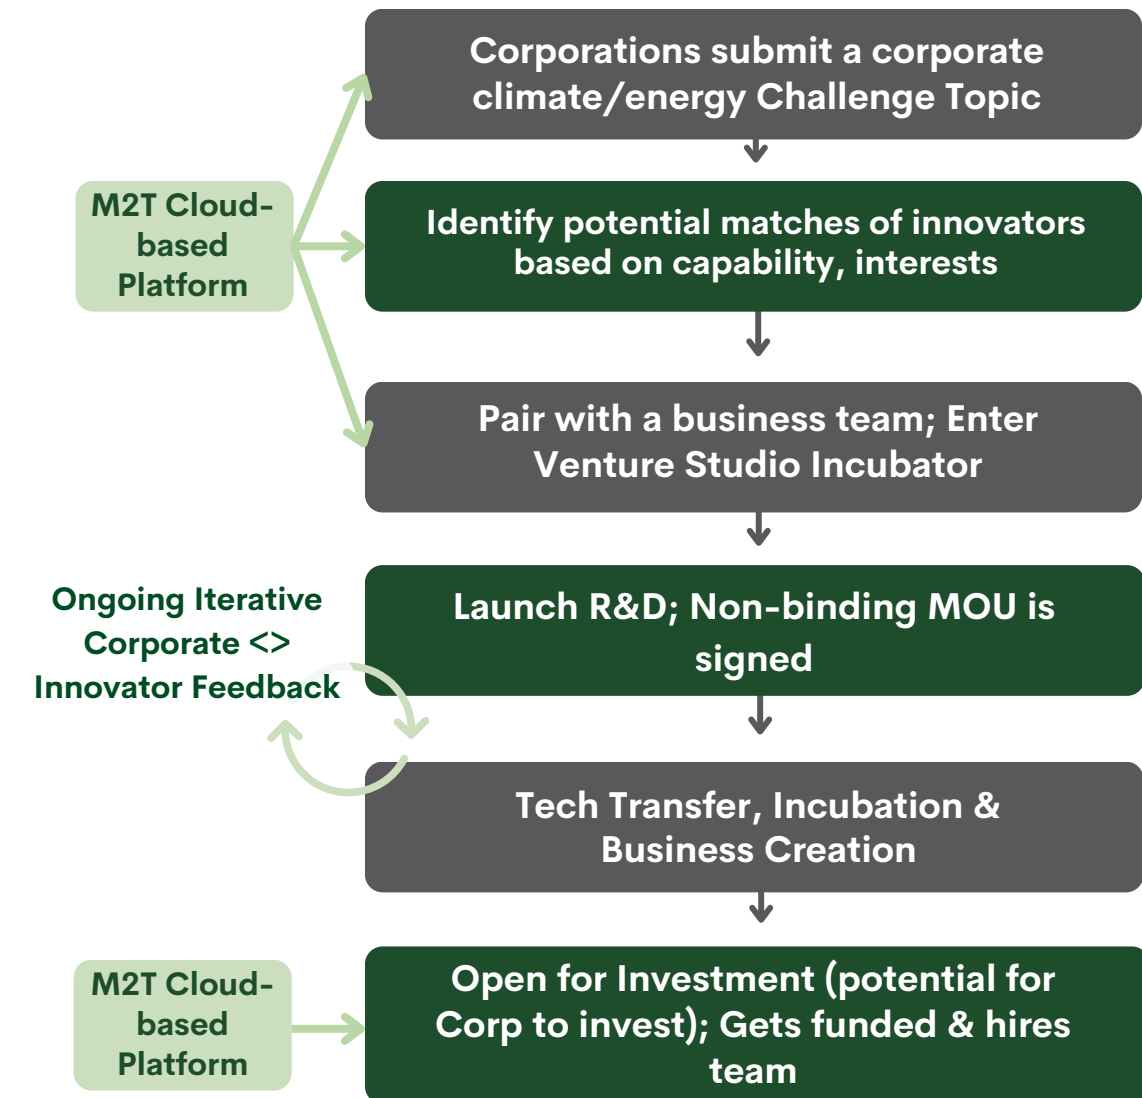 Corporations submit a corporate
climate/energy Challenge Topic
M2T Cloud-
based
Platform
Identify potential matches of innovators
based on capability, interests
Pair with a business team; Enter
Venture Studio Incubator
Ongoing Iterative
Corporate <>
Innovator Feedback
Launch R&D; Non-binding MOU is
signed
Tech Transfer, Incubation &
Business Creation
M2T Cloud-
based
Platform
Open for Investment (potential for
Corp to invest); Gets funded & hires
team